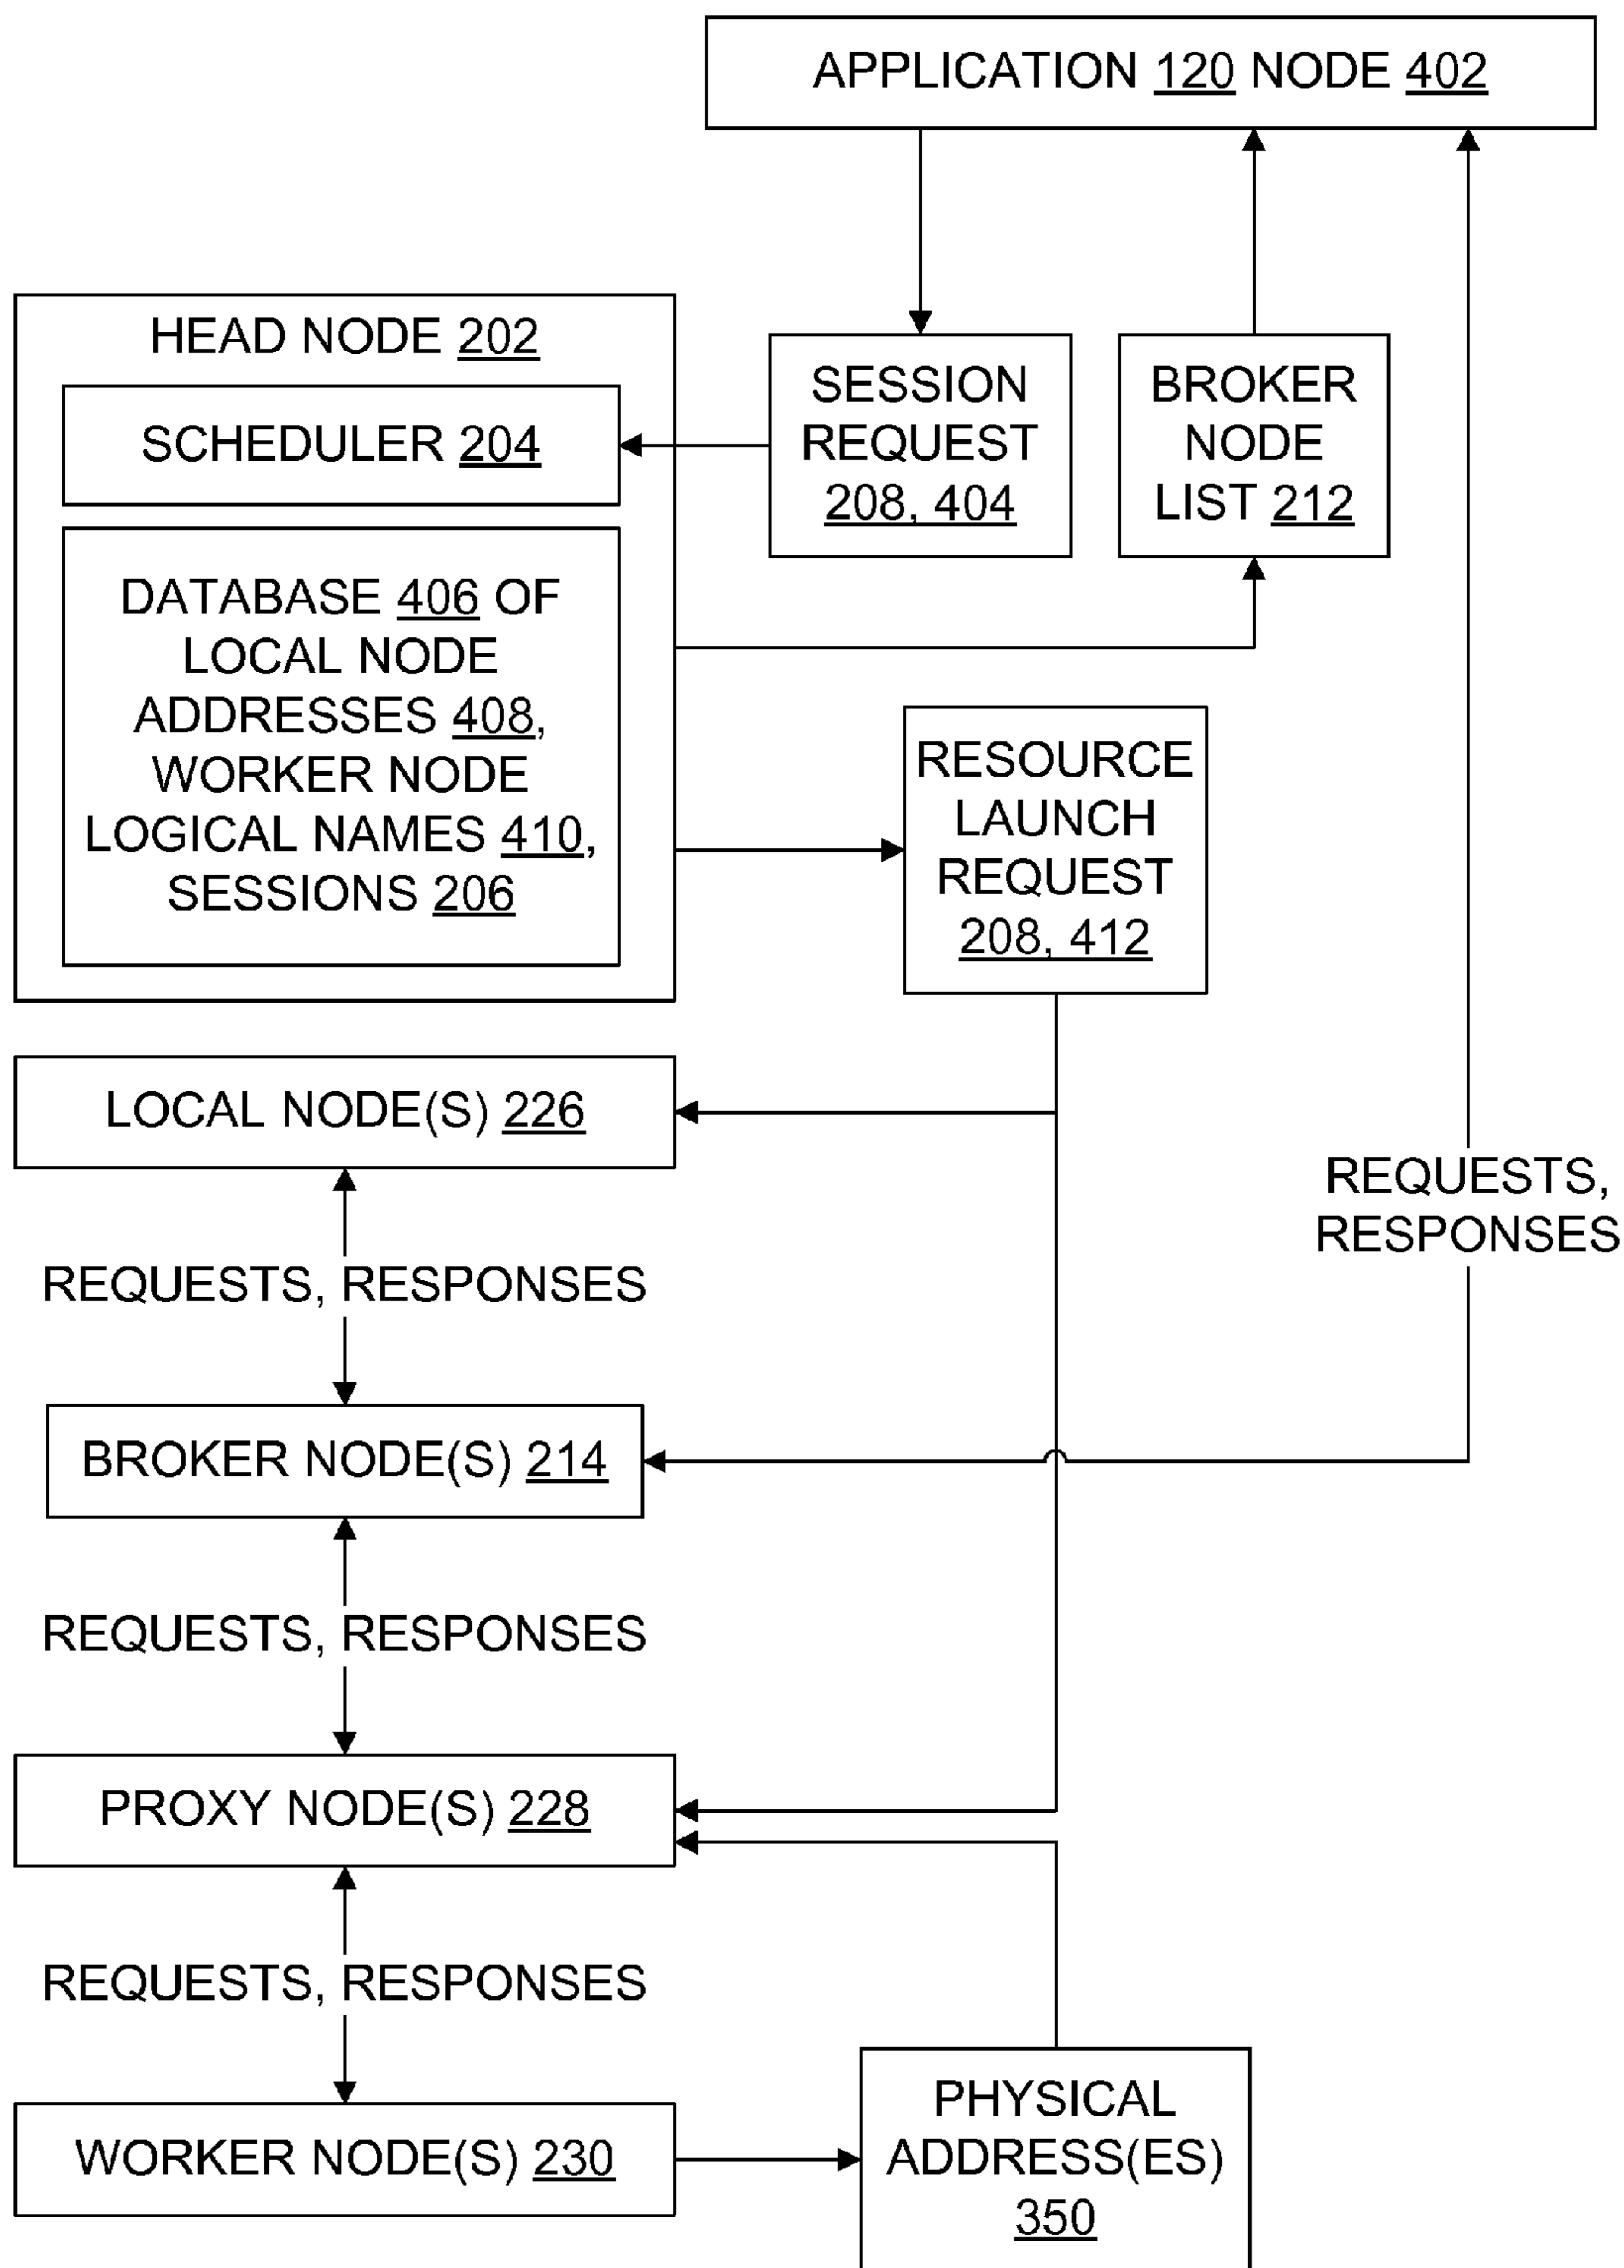 APPLICATION 120 NODE 402
HEAD NODE 202
SCHEDULER 204
DATABASE 406 OF
LOCAL NODE
ADDRESSES 408,
WORKER NODE
LOGICAL NAMES 410,
SESSIONS 206
SESSION
REQUEST
208, 404
BROKER
NODE
LIST 212
RESOURCE
LAUNCH
REQUEST
208, 412
LOCAL NODE(S) 226
REQUESTS,
RESPONSES
REQUESTS, RESPONSES
BROKER NODE(S) 214
REQUESTS, RESPONSES
PROXY NODE(S) 228
REQUESTS, RESPONSES
WORKER NODE(S) 230
PHYSICAL
ADDRESS(ES)
350